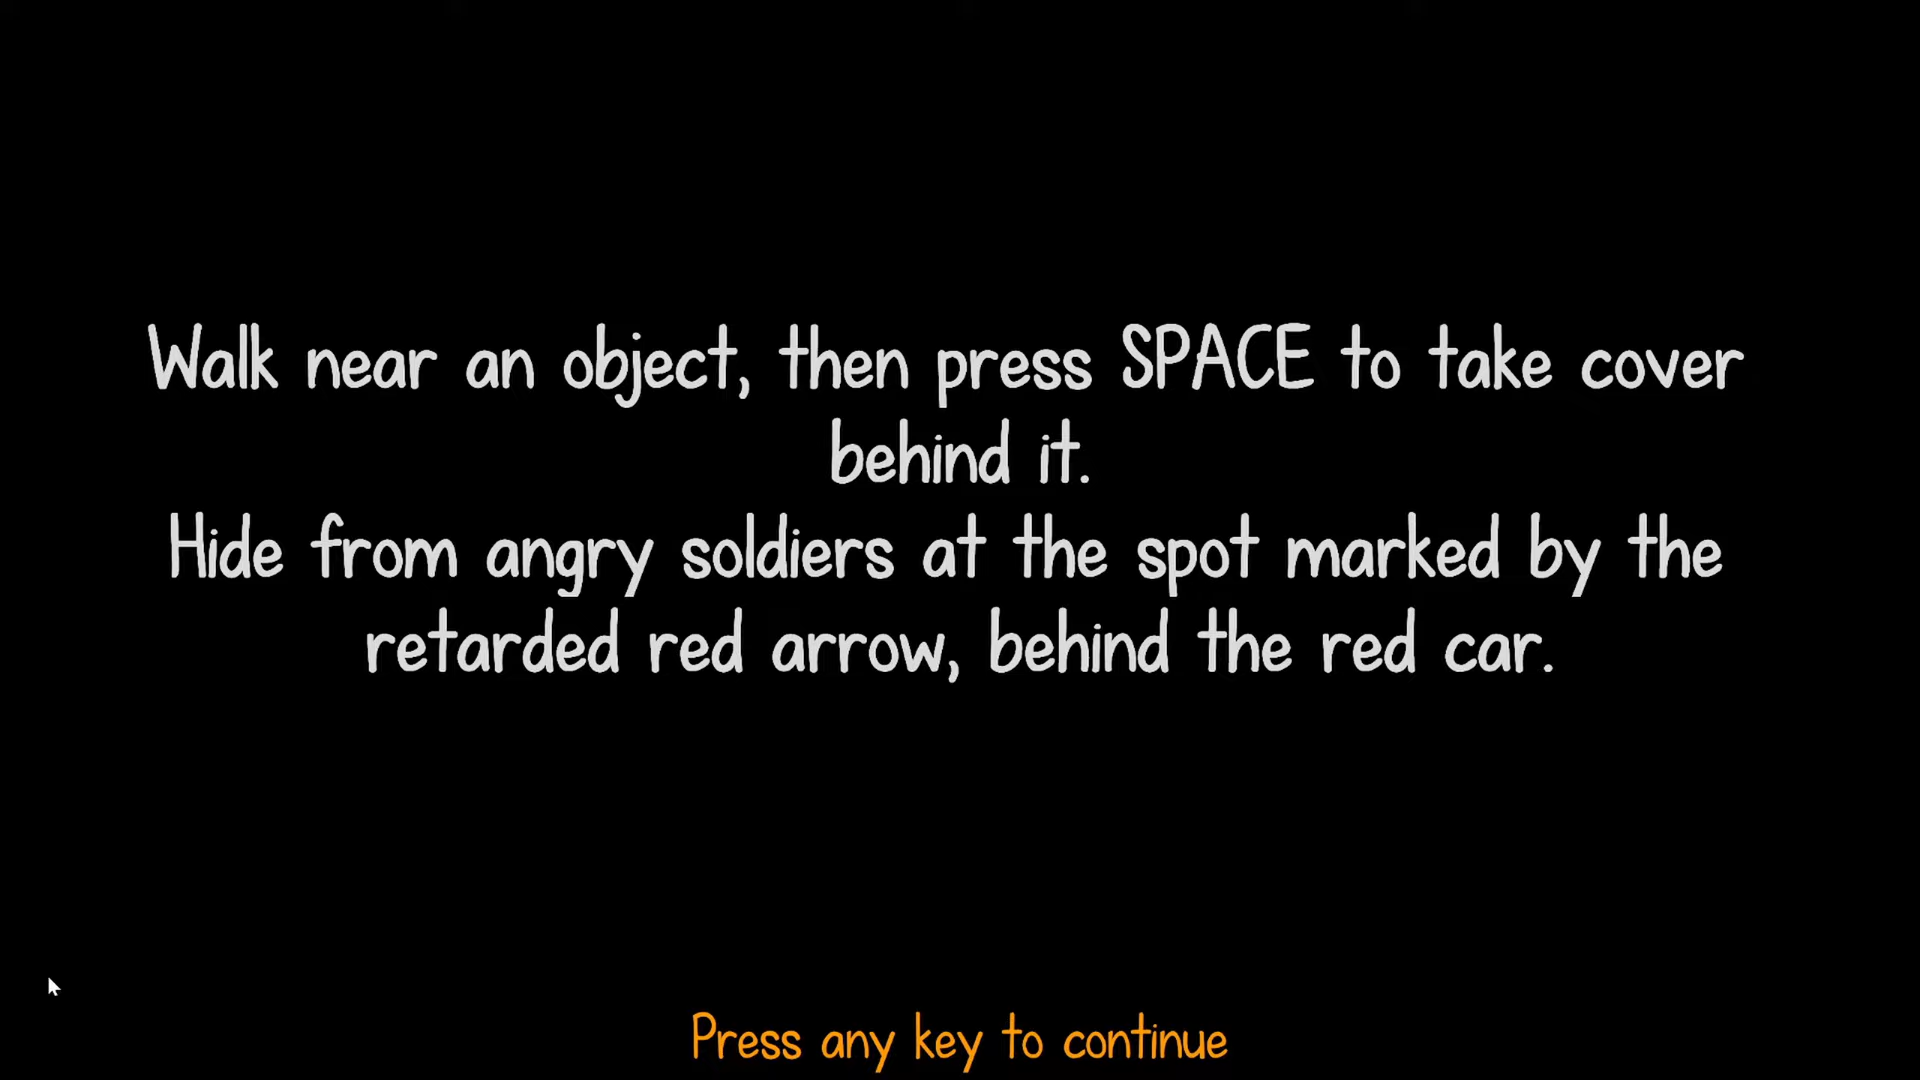 Walk near an object, then press SPACE to take cover
behind it.
Hide from angry soldiers at the spot marked by the
retarded red arrow, behind the red car.
Press any key to continue